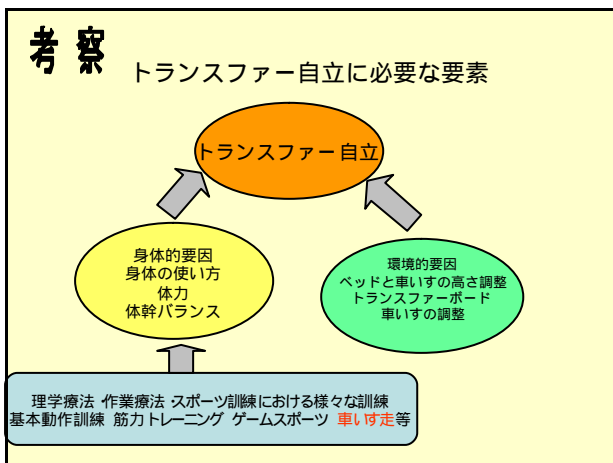 考察
トランスファー自立に必要な要素
トランスファー自立
身体的要因
身体の使い方
体力
体幹バランス
環境的要因
ベッドと車いすの高さ調整
トランスファーボード
車いすの調整
理学療法・作業療法・スポーツ訓練における様々な訓練
基本動作訓練 筋力トレーニング ゲームスポーツ 車いす走等